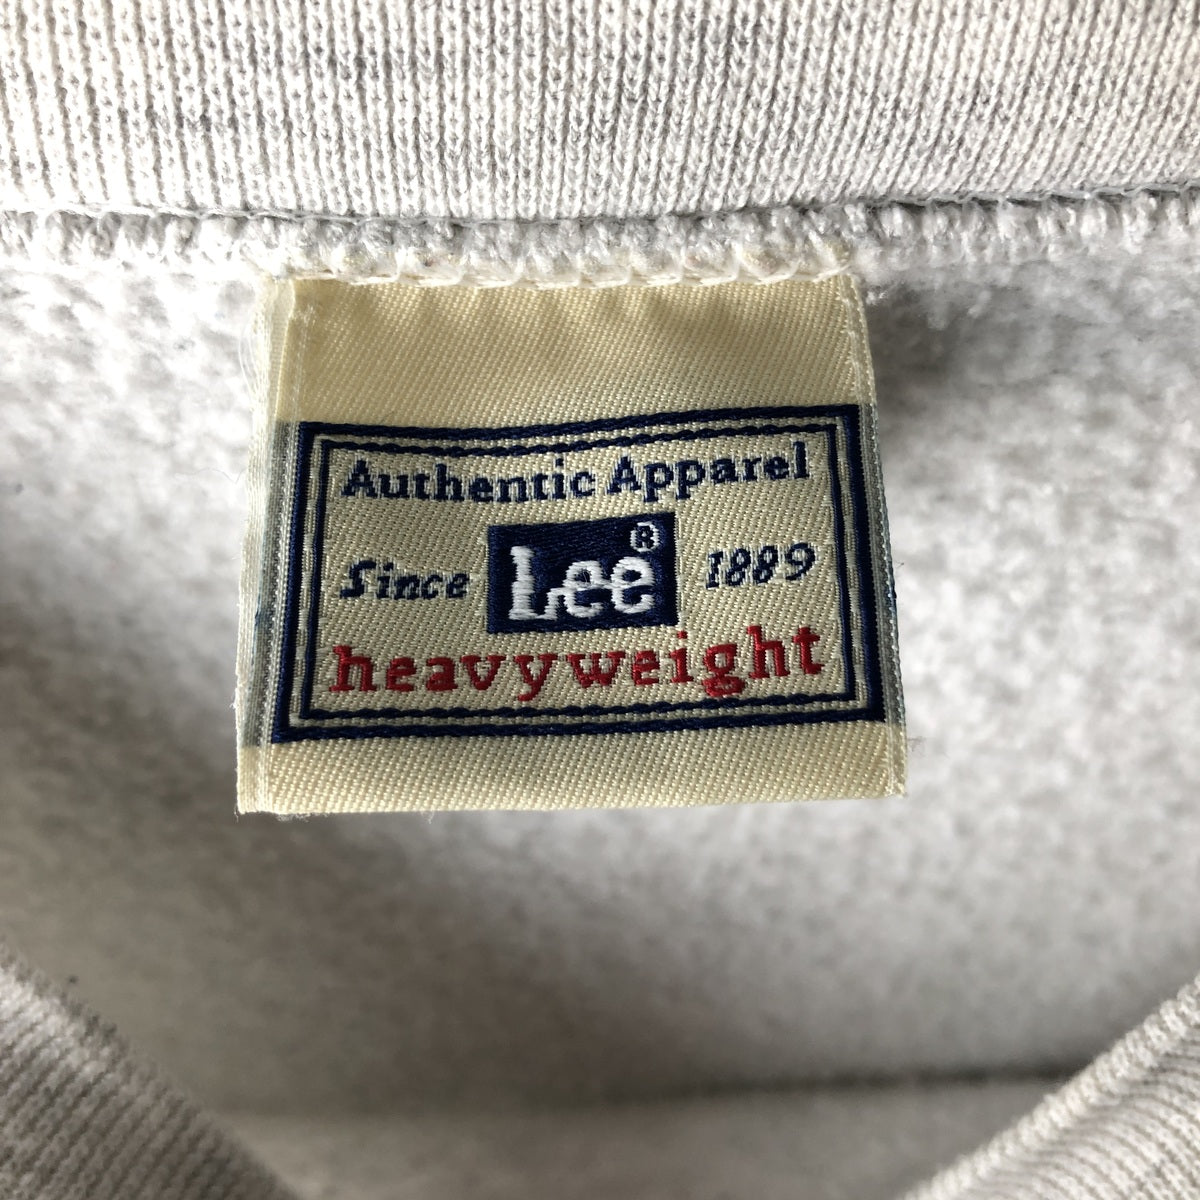 Authentic Apparel
Since Lee® 1889
heavyweight